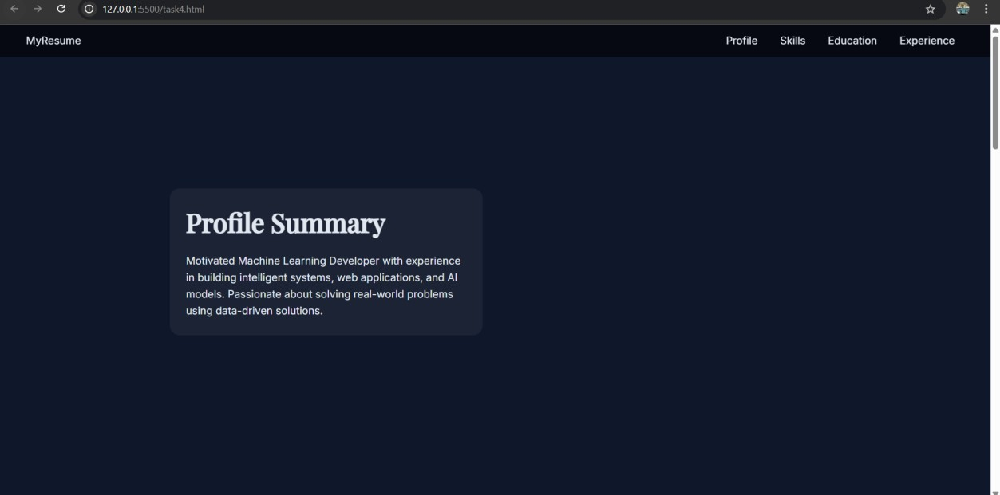 127.0.0.1:5500/task4.html
MyResume
Profile Skills Education Experience
Profile Summary
Motivated Machine Learning Developer with experience
in building intelligent systems, web applications, and AI
models. Passionate about solving real-world problems
using data-driven solutions.